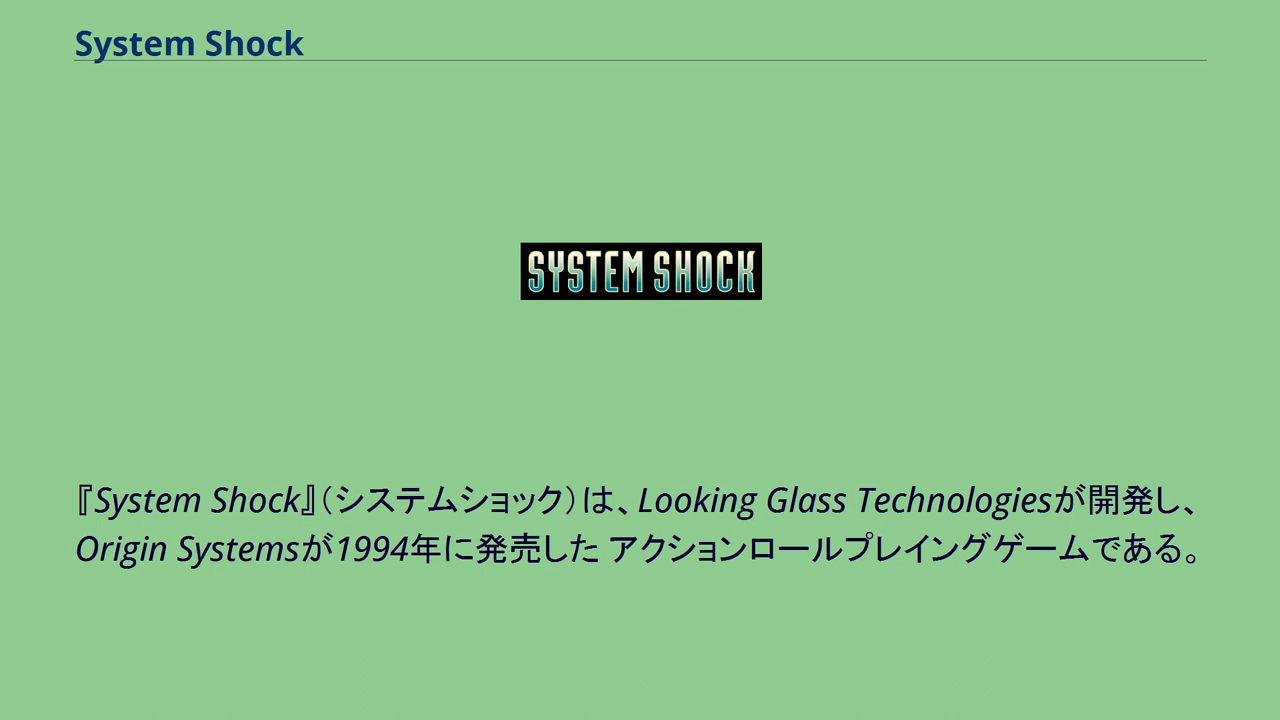 System Shock
SYSTEM SHOCK
『System Shock』（システムショック）は、Looking Glass Technologiesが開発し、
Origin Systemsが1994年に発売した アクションロールプレイングゲームである。